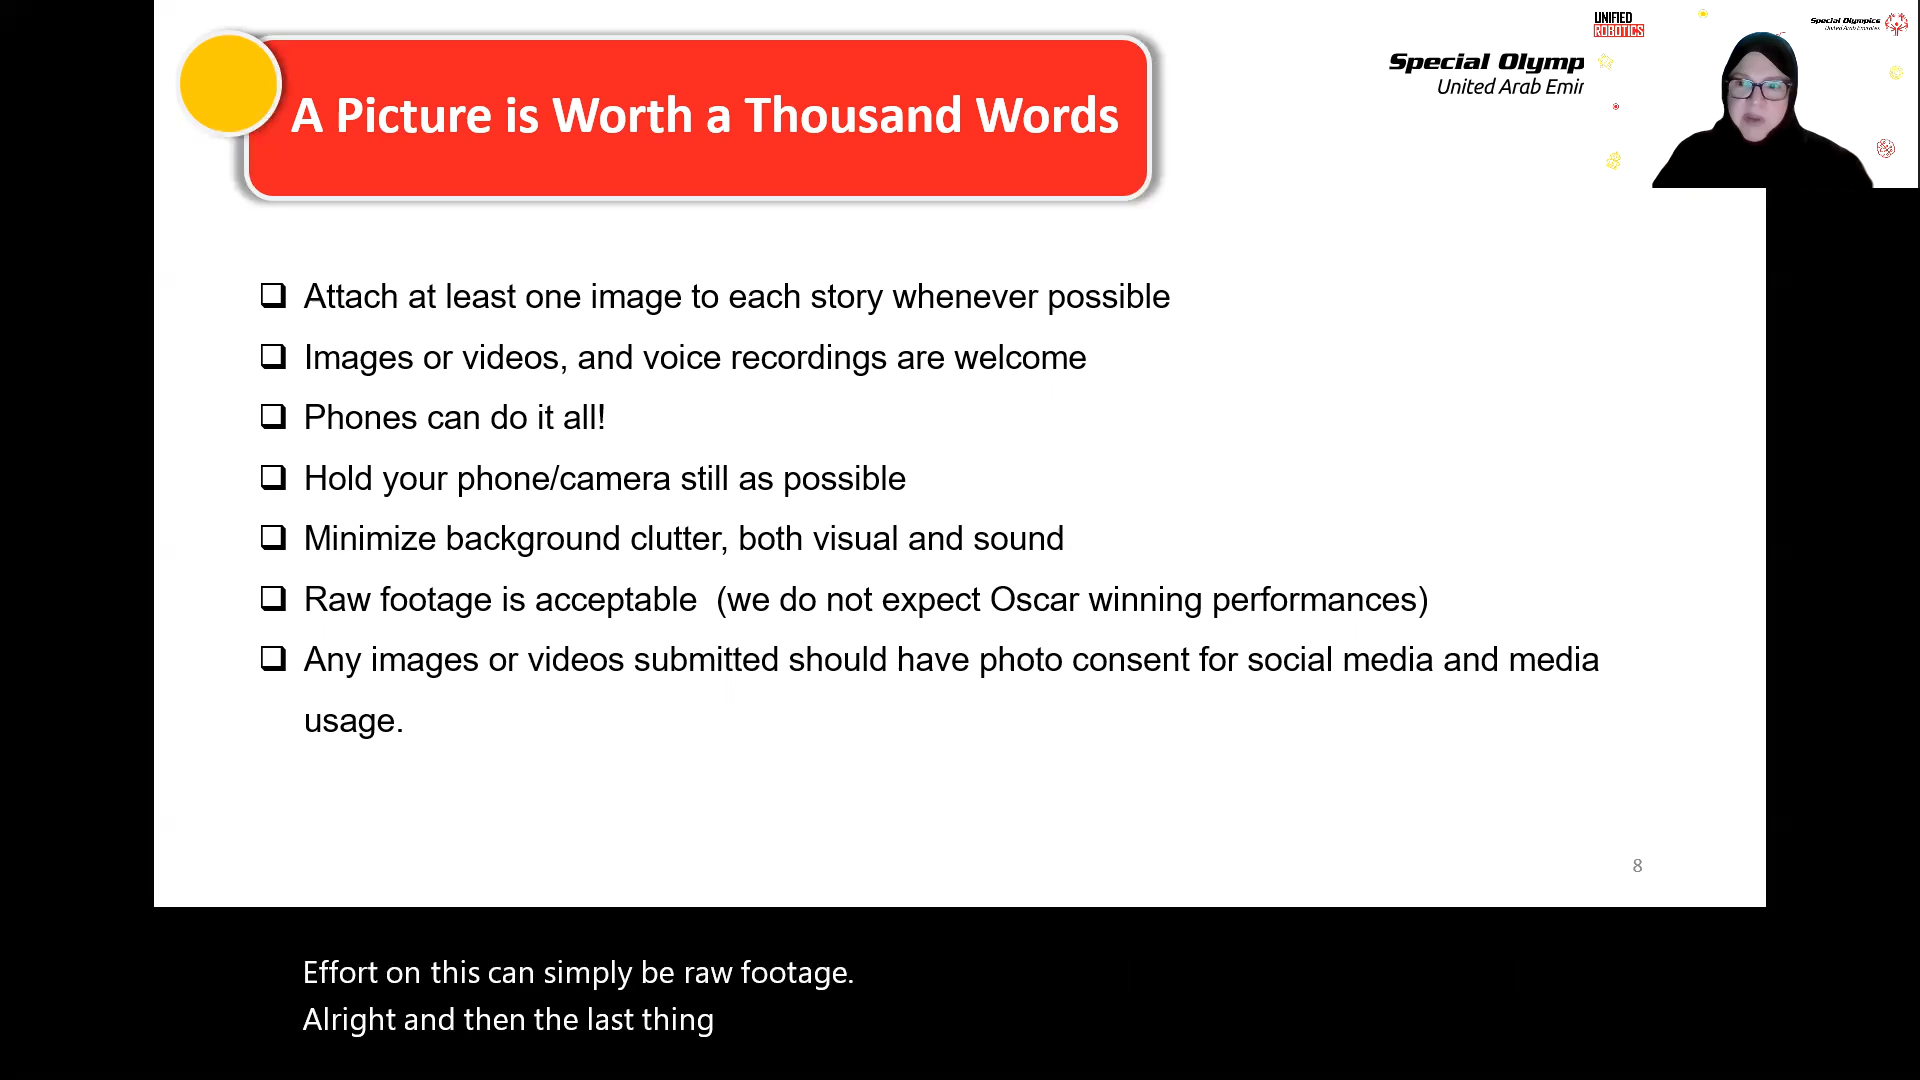 A Picture is Worth a Thousand Words
Special Olymp
United Arab Emir
UNIFIED
ROBOTICS
Special Olympics
United Arab Emirates
❑ Attach at least one image to each story whenever possible
❑ Images or videos, and voice recordings are welcome
❑ Phones can do it all!
❑ Hold your phone/camera still as possible
❑ Minimize background clutter, both visual and sound
❑ Raw footage is acceptable  (we do not expect Oscar winning performances)
❑ Any images or videos submitted should have photo consent for social media and media
usage.
8
Effort on this can simply be raw footage.
Alright and then the last thing